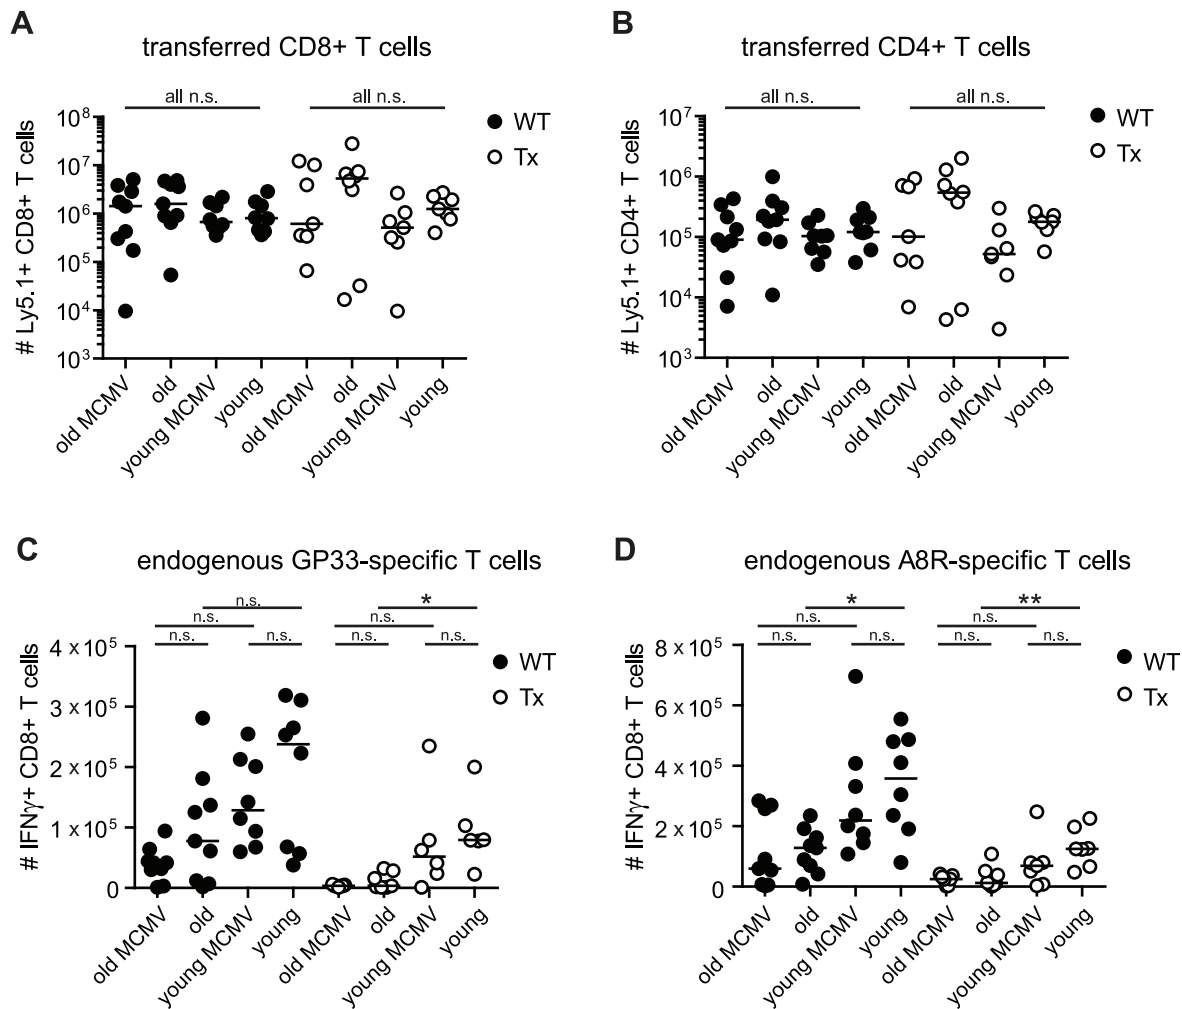 A
transferred CD8+ T cells
all n.s.
all n.s.
# Ly5.1+ CD8+ T cells
10⁸
10⁷
10⁶
10⁵
10⁴
10³
WT
Tx
old MCMV
old
young MCMV
young
old MCMV
old
young MCMV
young
B
transferred CD4+ T cells
all n.s.
all n.s.
# Ly5.1+ CD4+ T cells
10⁷
10⁶
10⁵
10⁴
10³
WT
Tx
old MCMV
old
young MCMV
young
old MCMV
old
young MCMV
young
C
endogenous GP33-specific T cells
n.s.
*
n.s.
n.s.
n.s.
n.s.
n.s.
n.s.
# IFNγ+ CD8+ T cells
4 x 10⁵
3 x 10⁵
2 x 10⁵
1 x 10⁵
0
WT
Tx
old MCMV
old
young MCMV
young
old MCMV
old
young MCMV
young
D
endogenous A8R-specific T cells
*
**
n.s.
n.s.
n.s.
n.s.
n.s.
n.s.
# IFNγ+ CD8+ T cells
8 x 10⁵
6 x 10⁵
4 x 10⁵
2 x 10⁵
0
WT
Tx
old MCMV
old
young MCMV
young
old MCMV
old
young MCMV
young